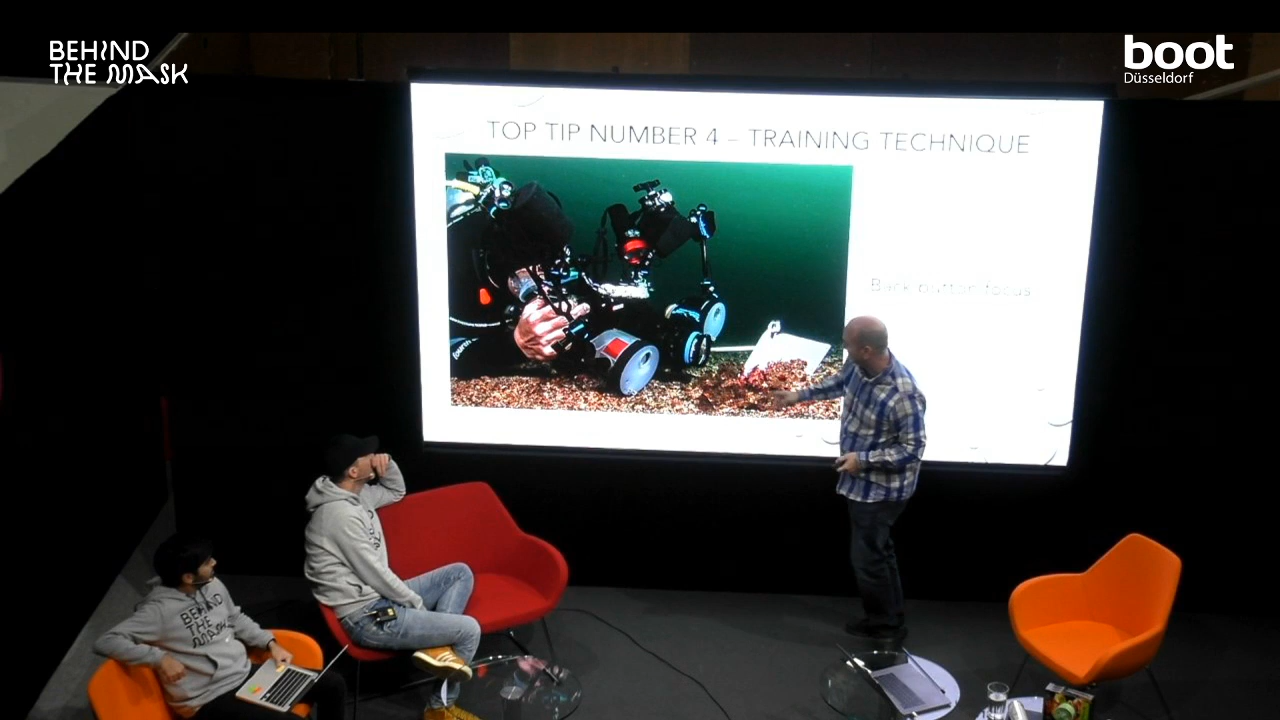 BEHIND
THE MASK
boot
Düsseldorf
TOP TIP NUMBER 4 – TRAINING TECHNIQUE
Back button focus
BEHIND
THE
MASK